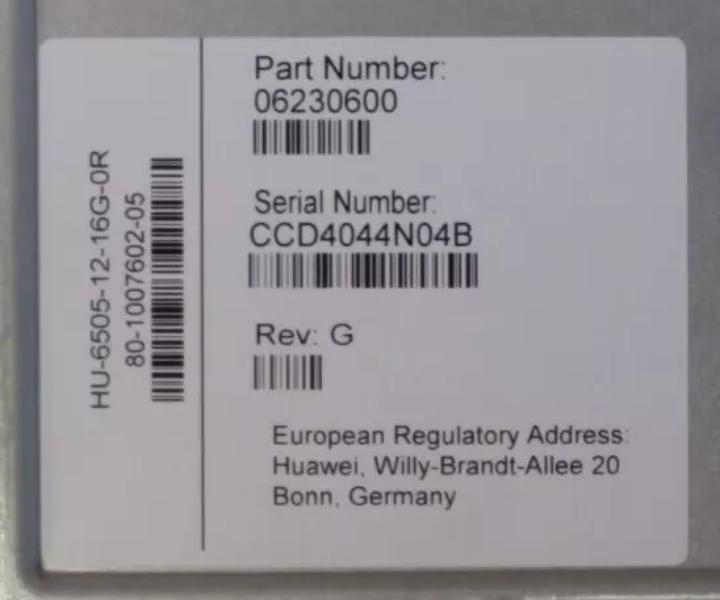 HU-6505-12-16G-0R
80-1007602-05
Part Number:
06230600
Serial Number:
CCD4044N04B
Rev: G
European Regulatory Address:
Huawei, Willy-Brandt-Allee 20
Bonn, Germany